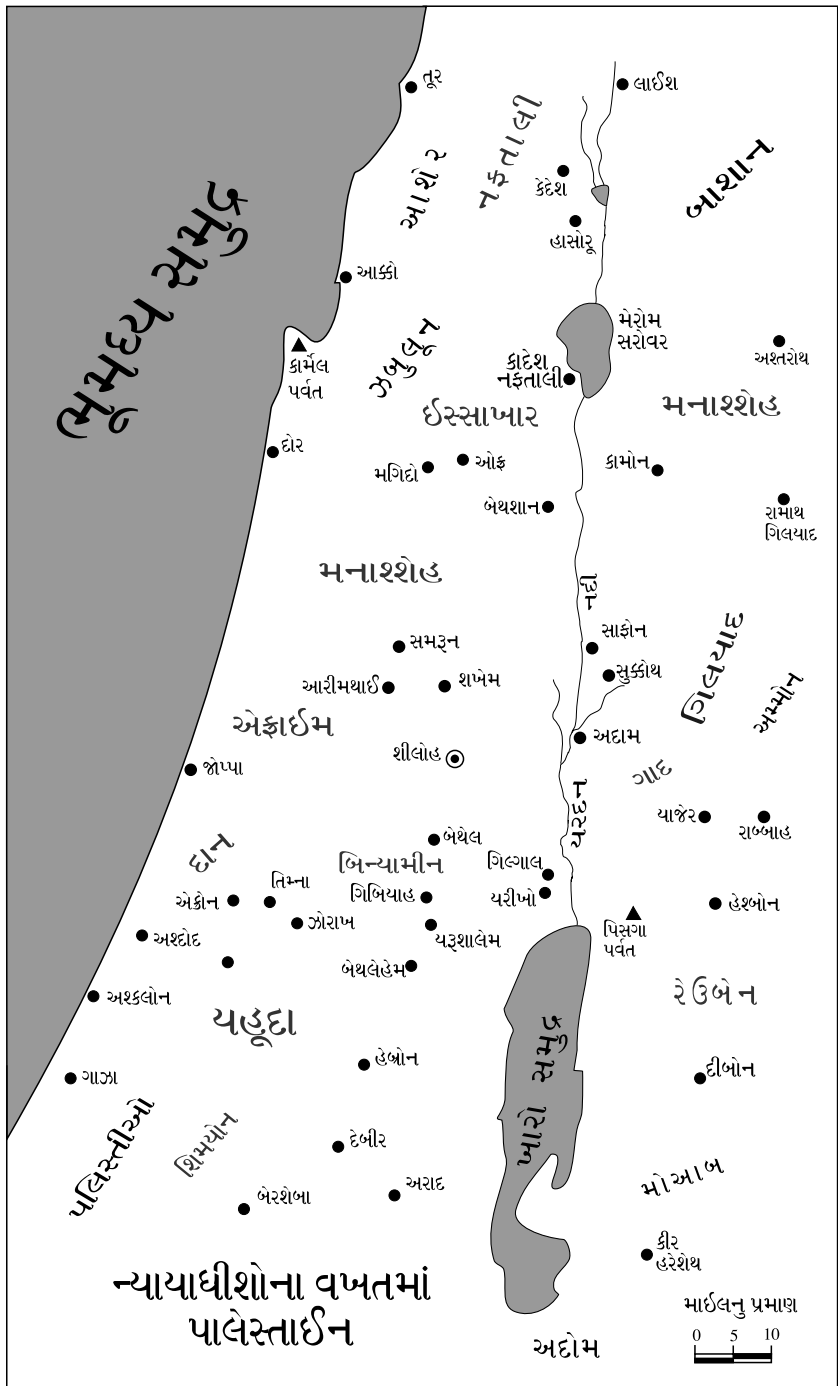 તૂર
લાઈશ
નફતાલી
આશેર
બાશાન
કેદેશ
હાસોરૂ
ભૂમધ્ય સમુદ્ર
આક્કો
મેરોમ
સરોવર
અશ્તરોથ
કાર્મેલ
પર્વત
ઝબુલૂન
કાદેશ
નફતાલી
ઈસ્સાખાર
મનાશ્શેહ
દોર
મગિદો
ઓફ્ર
કામોન
બેથશાન
રામાથ
ગિલયાદ
મનાશ્શેહ
નદી
સમરૂન
સાફોન
સુક્કોથ
આરીમથાઈ
શખેમ
ગિલયાદ
અમ્મોન
એફ્રાઈમ
શીલોહ
અદામ
ગાદ
જોપ્પા
યરદન
યાજેર
રાબ્બાહ
દાન
બેથેલ
બિન્યામીન
ગિલ્ગાલ
એક્રોન
તિમ્ના
ગિબિયાહ
યરીખો
હેશ્બોન
ઝોરાખ
યરૂશાલેમ
પિસગા
પર્વત
અશ્દોદ
બેથલેહેમ
અશ્કલોન
યહૂદા
રેઉબેન
ખારો સમુદ્ર
હેબ્રોન
દીબોન
ગાઝા
પલિસ્તીઓ
શિમયોન
દેબીર
બેરશેબા
અરાદ
મોઆબ
કીર
હરેશેથ
ન્યાયાધીશોના વખતમાં
પાલેસ્તાઈન
અદોમ
માઈલનુ પ્રમાણ
0 5 10